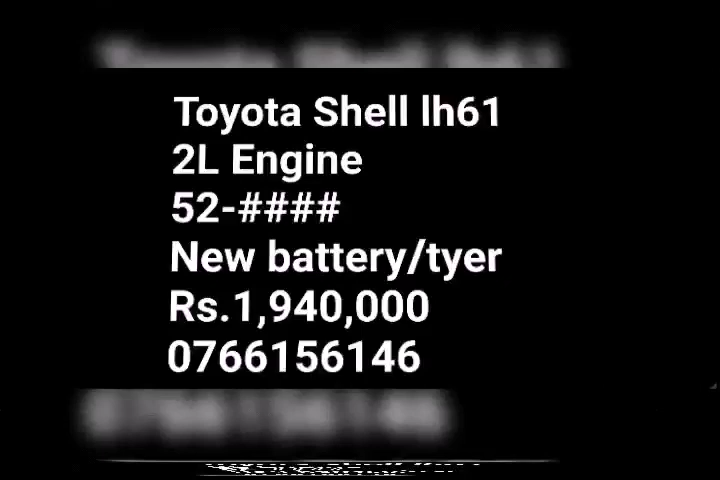 Toyota Shell lh61
2L Engine
52-####
New battery/tyer
Rs.1,940,000
0766156146